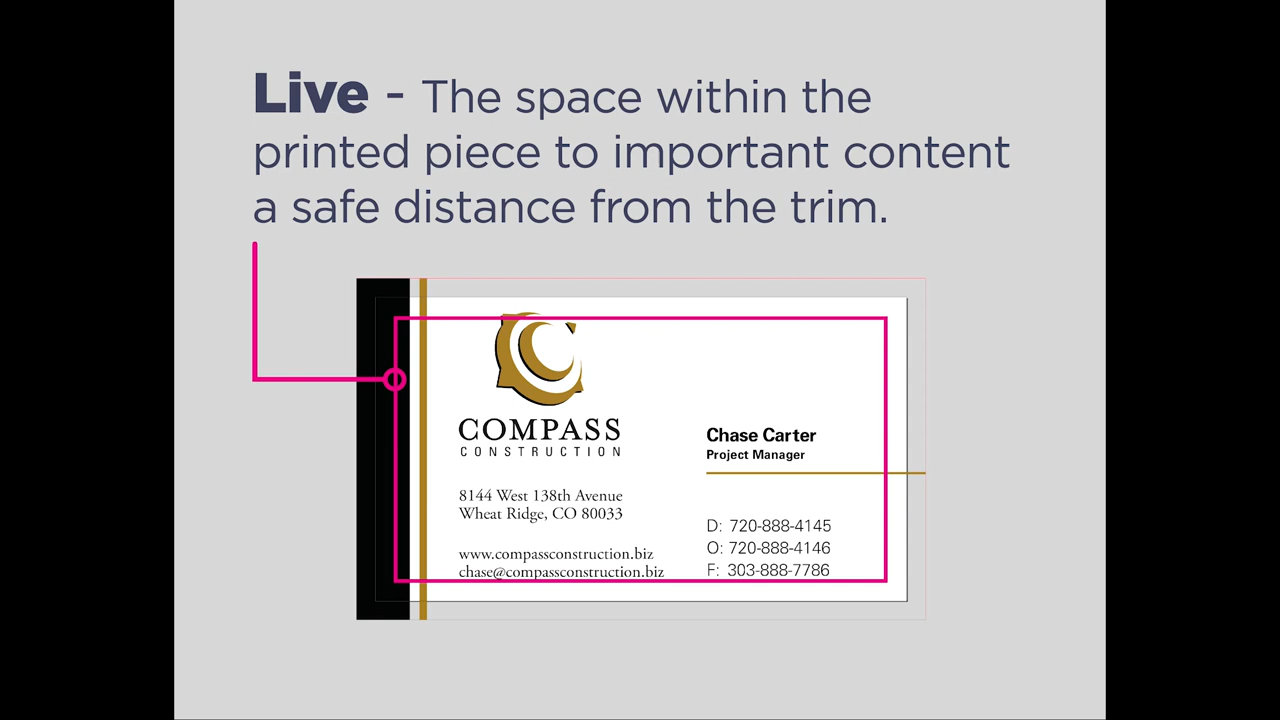 Live - The space within the
printed piece to important content
a safe distance from the trim.
COMPASS
CONSTRUCTION
8144 West 138th Avenue
Wheat Ridge, CO 80033
www.compassconstruction.biz
chase@compassconstruction.biz
Chase Carter
Project Manager
D: 720-888-4145
O: 720-888-4146
F: 303-888-7786